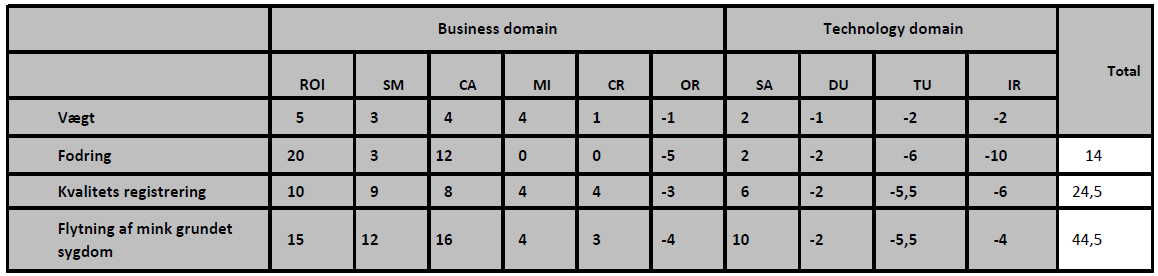 Business domain Technology domain Total
ROI SM CA MI CR OR SA DU TU IR
Vægt 5 3 4 4 1 -1 2 -1 -2 -2
Fodring 20 3 12 0 0 -5 2 -2 -6 -10 14
Kvalitets registrering 10 9 8 4 4 -3 6 -2 -5,5 -6 24,5
Flytning af mink grundet
sygdom 15 12 16 4 3 -4 10 -2 -5,5 -4 44,5